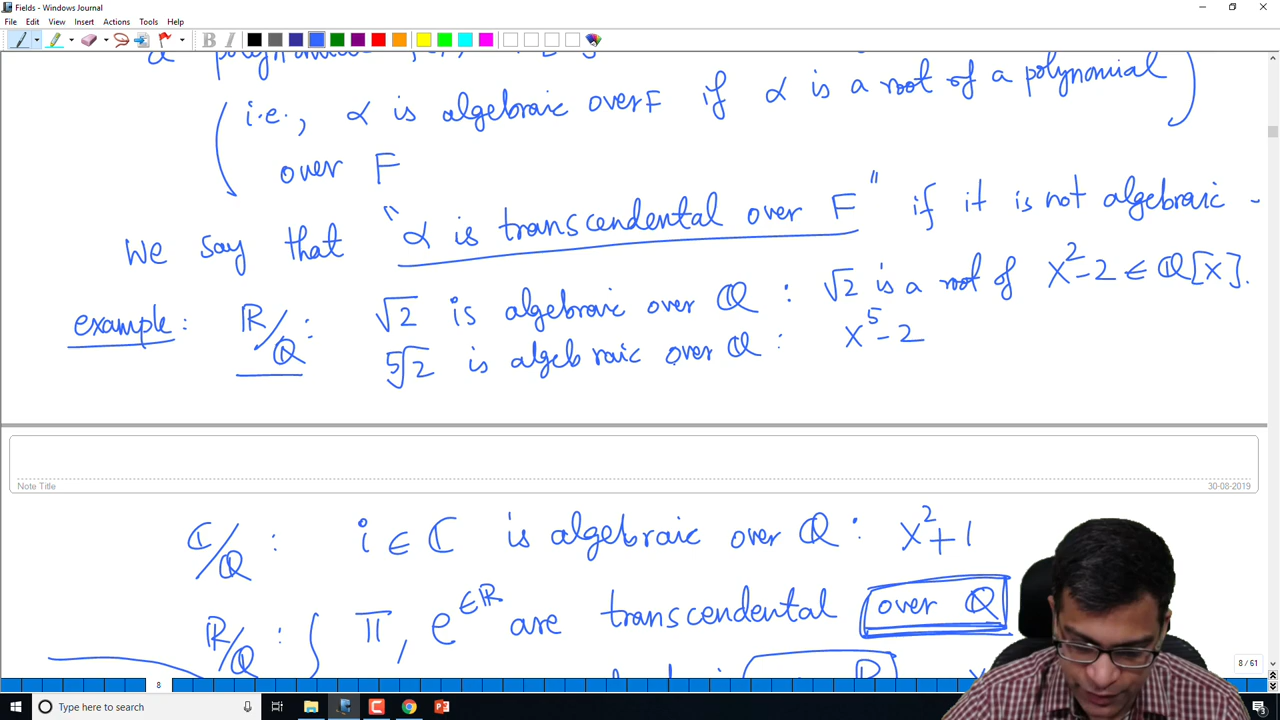 Fields - Windows Journal
File Edit View Insert Actions Tools Help
B I
(i.e., α is algebraic over F if α is a root of a polynomial
over F)
We say that "α is transcendental over F" if it is not algebraic.
example: ℝ/ℚ: √2 is algebraic over ℚ : √2 is a root of x²-2 ∈ ℚ[x].
⁵√2 is algebraic over ℚ : x⁵-2
Note Title 30-08-2019
ℂ/ℚ : i ∈ ℂ is algebraic over ℚ : x²+1
ℝ/ℚ : π, e ∈ℝ are transcendental over ℚ
8 / 61
8
Type here to search